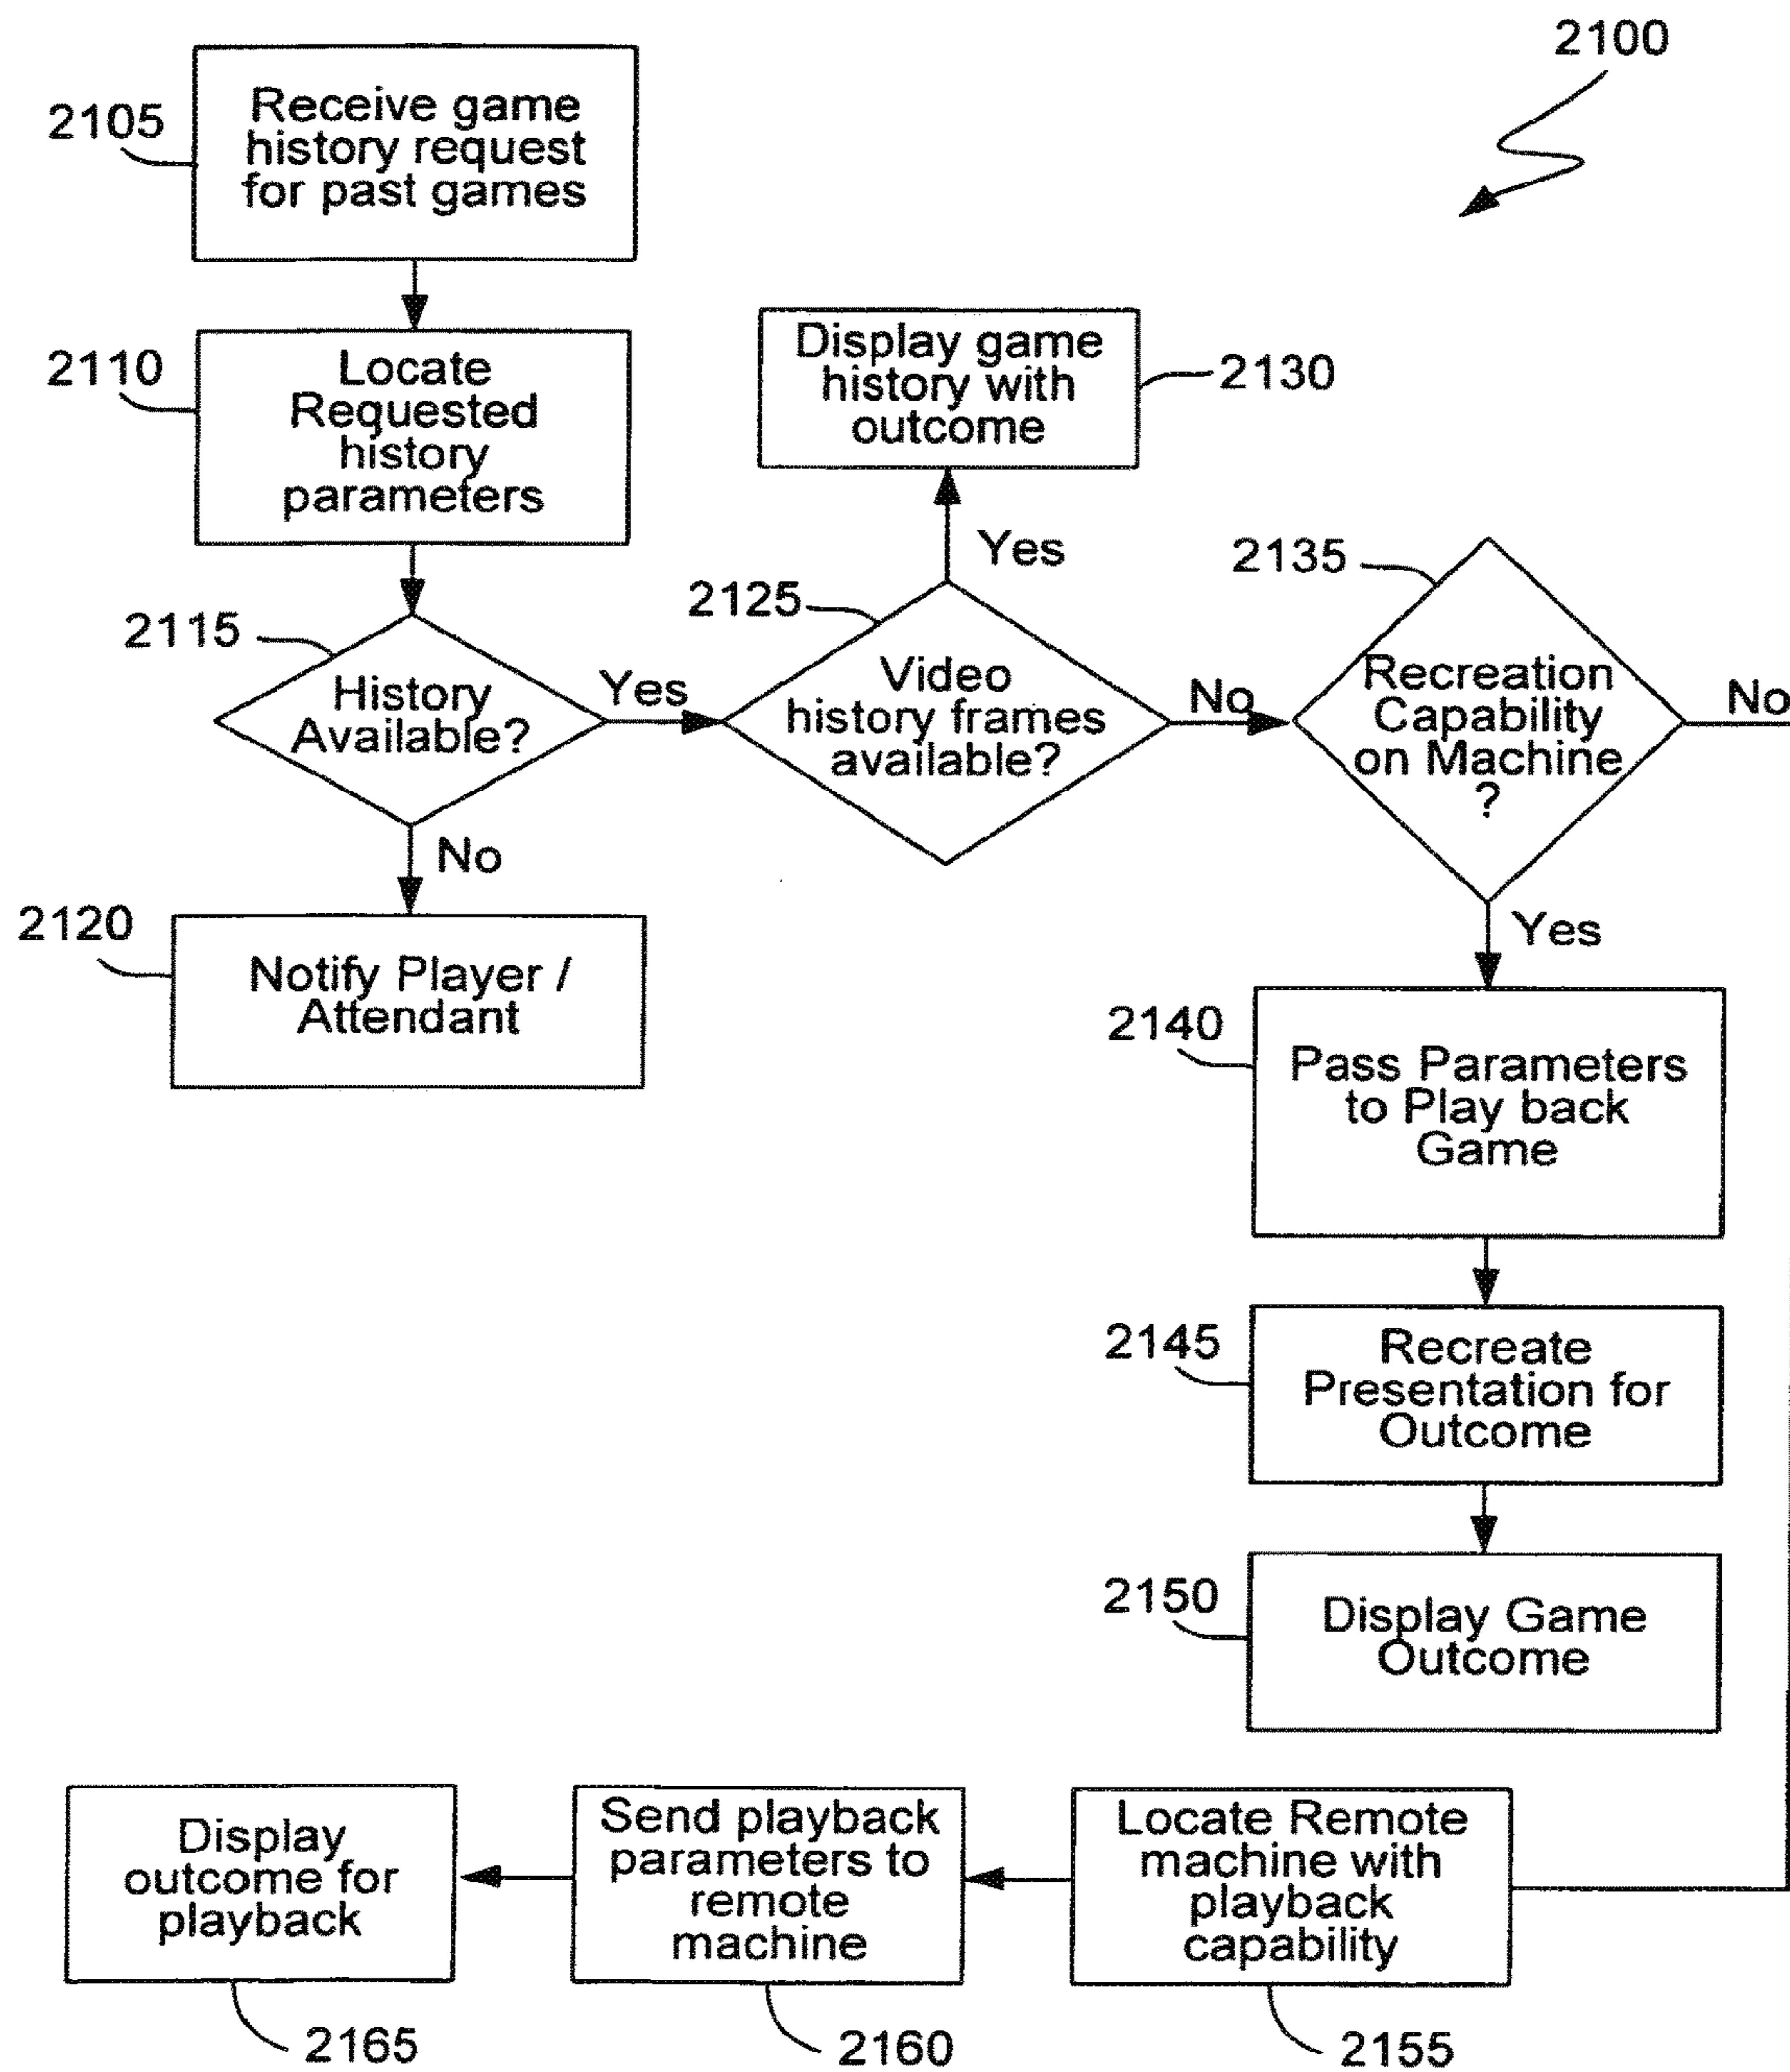 2100
2105
Receive game
history request
for past games
2110
Locate
Requested
history
parameters
Display game
history with
outcome
2130
2115
History
Available?
Yes
No
2120
Notify Player /
Attendant
2125
Yes
Video
history frames
available?
No
2135
Recreation
Capability
on Machine
?
No
Yes
2140
Pass Parameters
to Play back
Game
2145
Recreate
Presentation for
Outcome
2150
Display Game
Outcome
Display
outcome for
playback
2165
Send playback
parameters to
remote
machine
2160
Locate Remote
machine with
playback
capability
2155